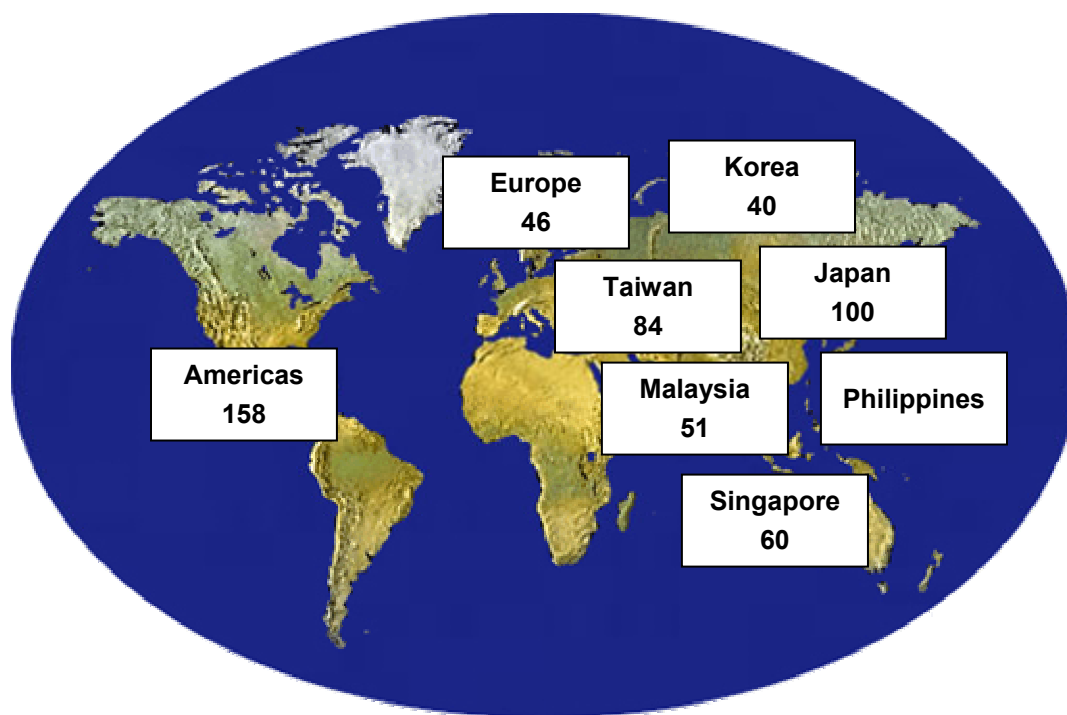 Europe
46
Korea
40
Taiwan
84
Japan
100
Americas
158
Malaysia
51
Philippines
Singapore
60